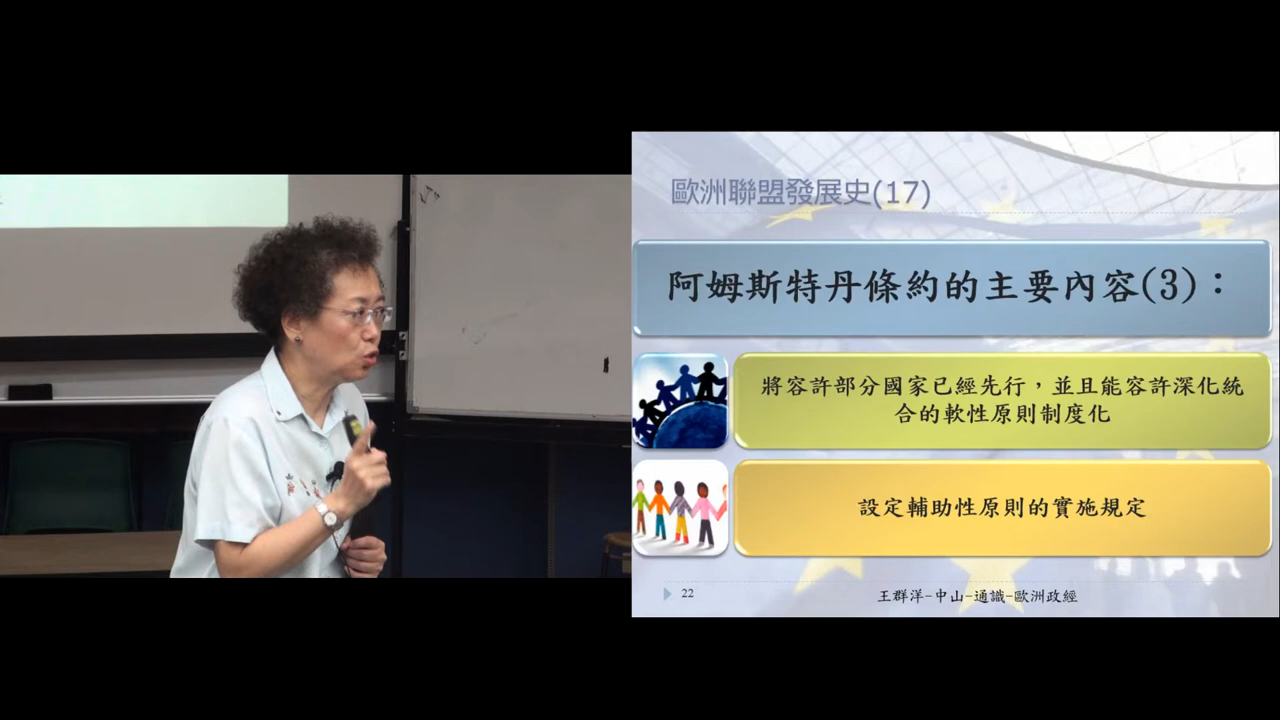 歐洲聯盟發展史(17)
阿姆斯特丹條約的主要內容(3)：
將容許部分國家已經先行，並且能容許深化統
合的軟性原則制度化
設定輔助性原則的實施規定
22
王群洋-中山-通識-歐洲政經